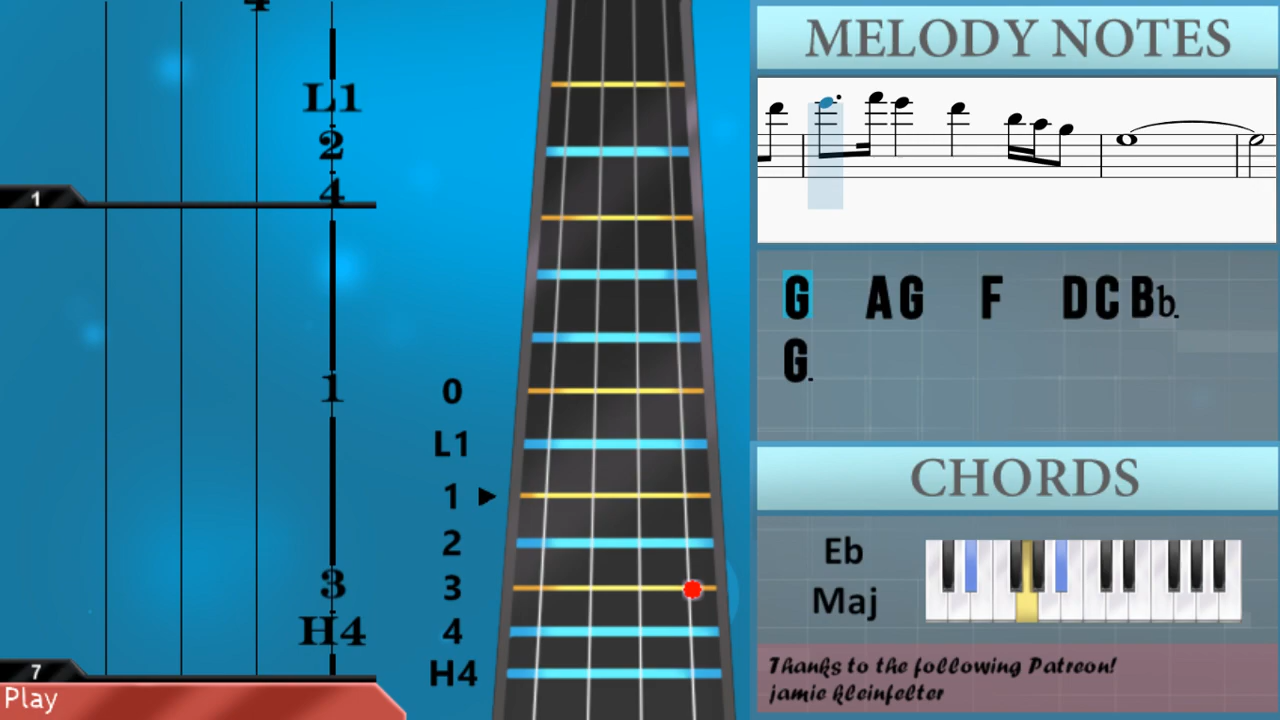 4
L1
2
4
1
1
3
H4
7
Play
0
L1
1
2
3
4
H4
MELODY NOTES
G A G F D C Bb.
G.
CHORDS
Eb
Maj
Thanks to the following Patreon!
jamie kleinfelter